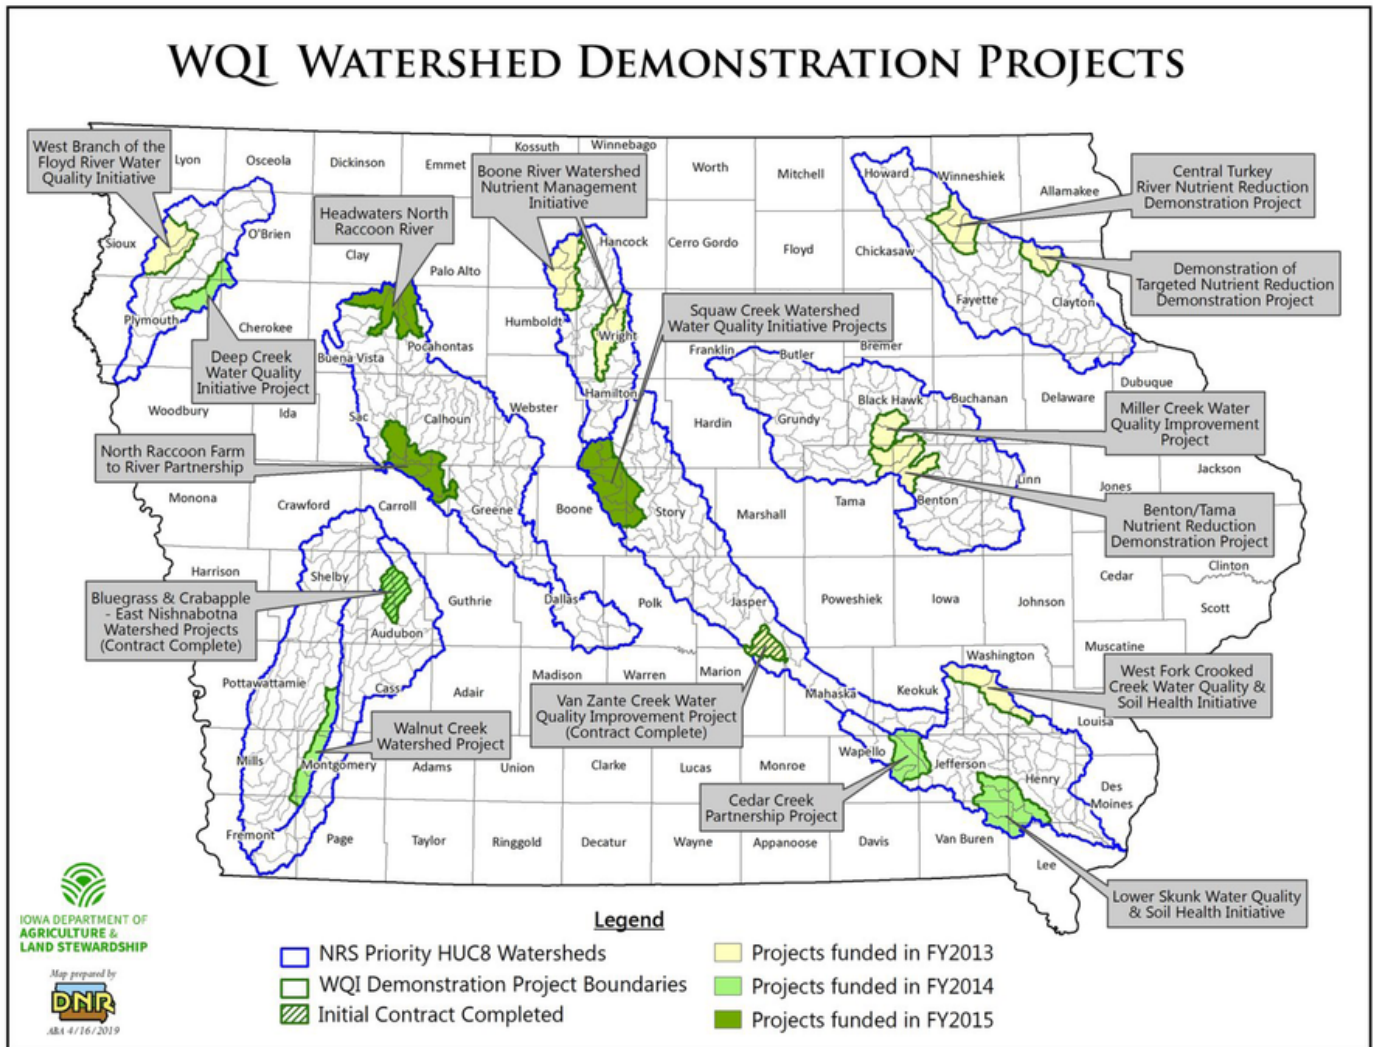 WQI WATERSHED DEMONSTRATION PROJECTS
West Branch of the
Floyd River Water
Quality Initiative
Lyon
Osceola
Dickinson
Emmet
Kossuth
Winnebago
Worth
Mitchell
Howard
Winneshiek
Allamakee
Central Turkey
River Nutrient Reduction
Demonstration Project
Boone River Watershed
Nutrient Management
Initiative
Headwaters North
Raccoon River
Sioux
O'Brien
Clay
Palo Alto
Hancock
Cerro Gordo
Floyd
Chickasaw
Fayette
Clayton
Demonstration of
Targeted Nutrient Reduction
Demonstration Project
Plymouth
Cherokee
Buena Vista
Pocahontas
Humboldt
Wright
Squaw Creek Watershed
Water Quality Initiative Projects
Franklin
Butler
Bremer
Deep Creek
Water Quality
Initiative Project
Woodbury
Ida
Sac
Calhoun
Webster
Hamilton
Hardin
Grundy
Black Hawk
Buchanan
Delaware
Dubuque
Miller Creek Water
Quality Improvement
Project
North Raccoon Farm
to River Partnership
Monona
Crawford
Carroll
Greene
Boone
Story
Marshall
Tama
Benton
Linn
Jones
Jackson
Benton/Tama
Nutrient Reduction
Demonstration Project
Harrison
Shelby
Audubon
Guthrie
Dallas
Polk
Jasper
Poweshiek
Iowa
Johnson
Cedar
Clinton
Scott
Muscatine
Bluegrass & Crabapple
- East Nishnabotna
Watershed Projects
(Contract Complete)
Pottawattamie
Cass
Adair
Madison
Warren
Marion
Mahaska
Keokuk
Washington
Louisa
West Fork Crooked
Creek Water Quality &
Soil Health Initiative
Van Zante Creek Water
Quality Improvement Project
(Contract Complete)
Walnut Creek
Watershed Project
Mills
Montgomery
Adams
Union
Clarke
Lucas
Monroe
Wapello
Jefferson
Henry
Des
Moines
Cedar Creek
Partnership Project
Fremont
Page
Taylor
Ringgold
Decatur
Wayne
Appanoose
Davis
Van Buren
Lee
Lower Skunk Water Quality
& Soil Health Initiative
IOWA DEPARTMENT OF
AGRICULTURE &
LAND STEWARDSHIP
Map prepared by
DNR
ABA 4/16/2019
Legend
NRS Priority HUC8 Watersheds
WQI Demonstration Project Boundaries
Initial Contract Completed
Projects funded in FY2013
Projects funded in FY2014
Projects funded in FY2015